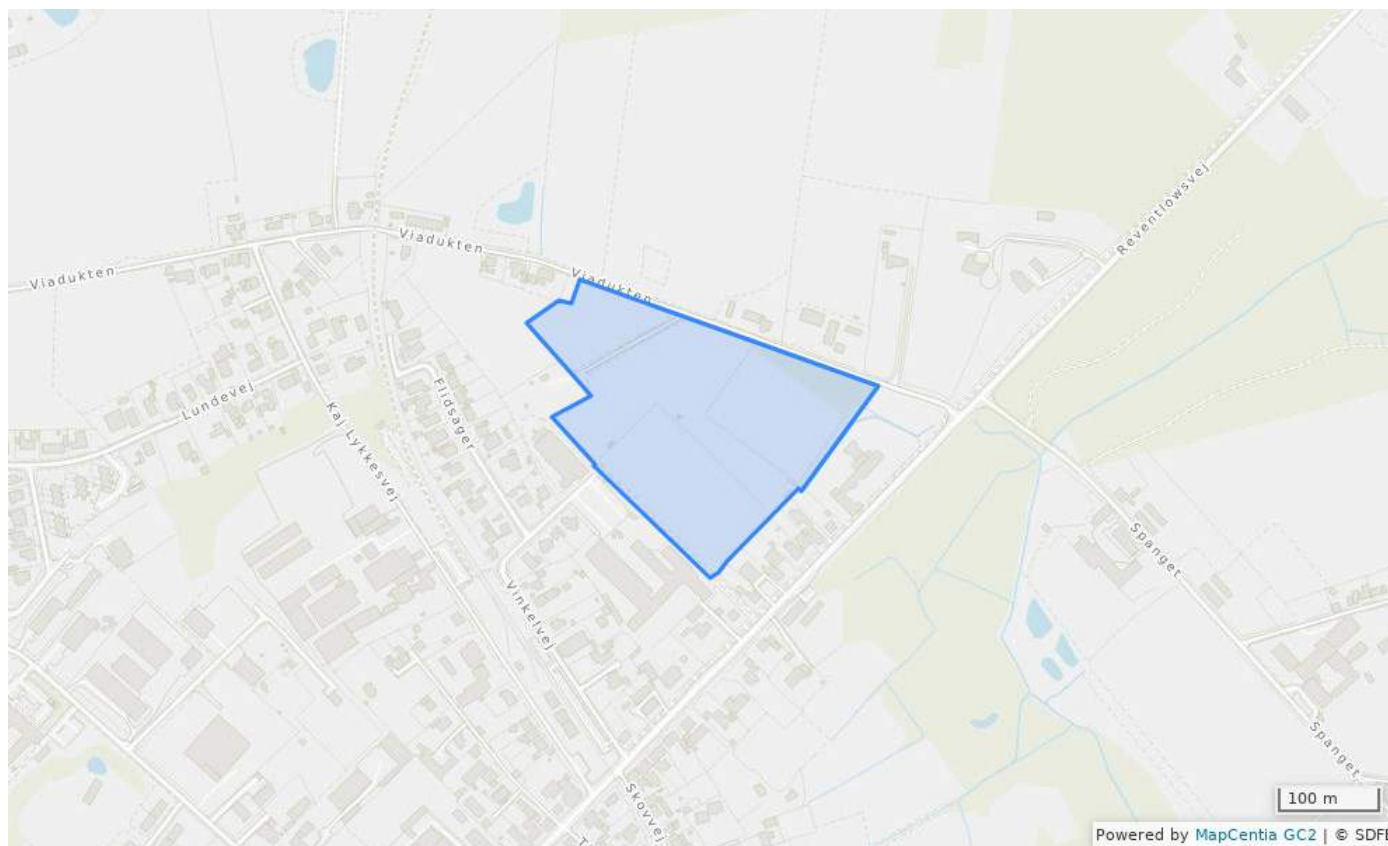 Viadukten
Viadukten
Viadukten
Reventlowsvej
Lundevej
Flidsager
Kaj Lykkesvej
Vinkelvej
Spanget
Spanget
Skovvej
T
100 m
Powered by MapCentia GC2 | © SDFE